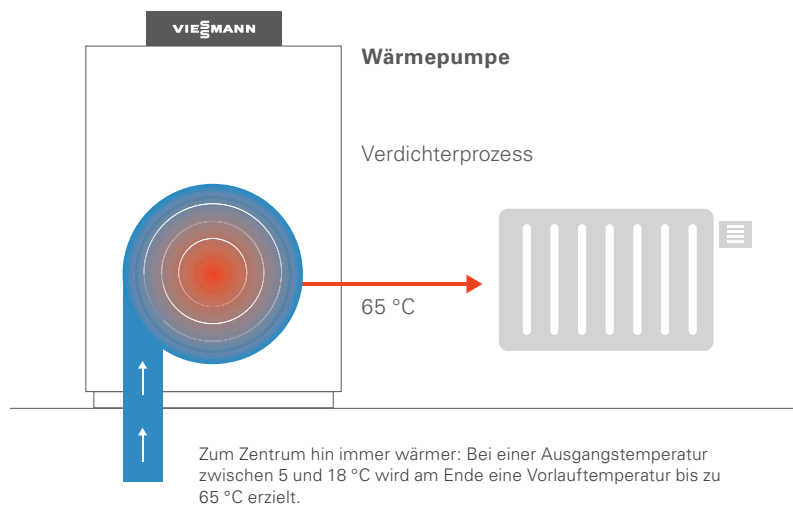 VIESMANN
Wärmepumpe
Verdichterprozess
65 °C
Zum Zentrum hin immer wärmer: Bei einer Ausgangstemperatur
zwischen 5 und 18 °C wird am Ende eine Vorlauftemperatur bis zu
65 °C erzielt.